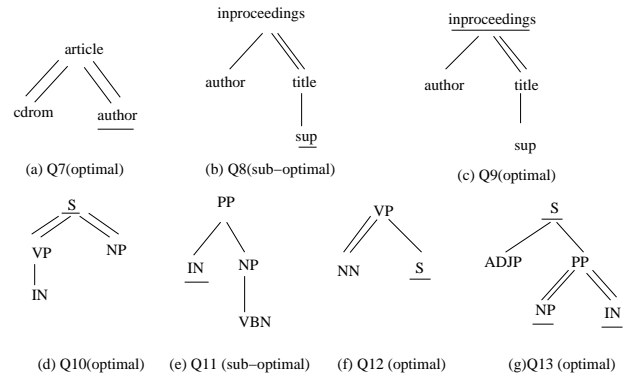 inproceedings
inproceedings
article
author
title
author
title
cdrom
author
sup
sup
(a) Q7(optimal)
(b) Q8(sub-optimal)
(c) Q9(optimal)
S
PP
VP
S
VP
NP
IN
NP
NN
S
ADJP
PP
IN
VBN
NP
IN
(d) Q10(optimal)
(e) Q11 (sub-optimal)
(f) Q12 (optimal)
(g)Q13 (optimal)